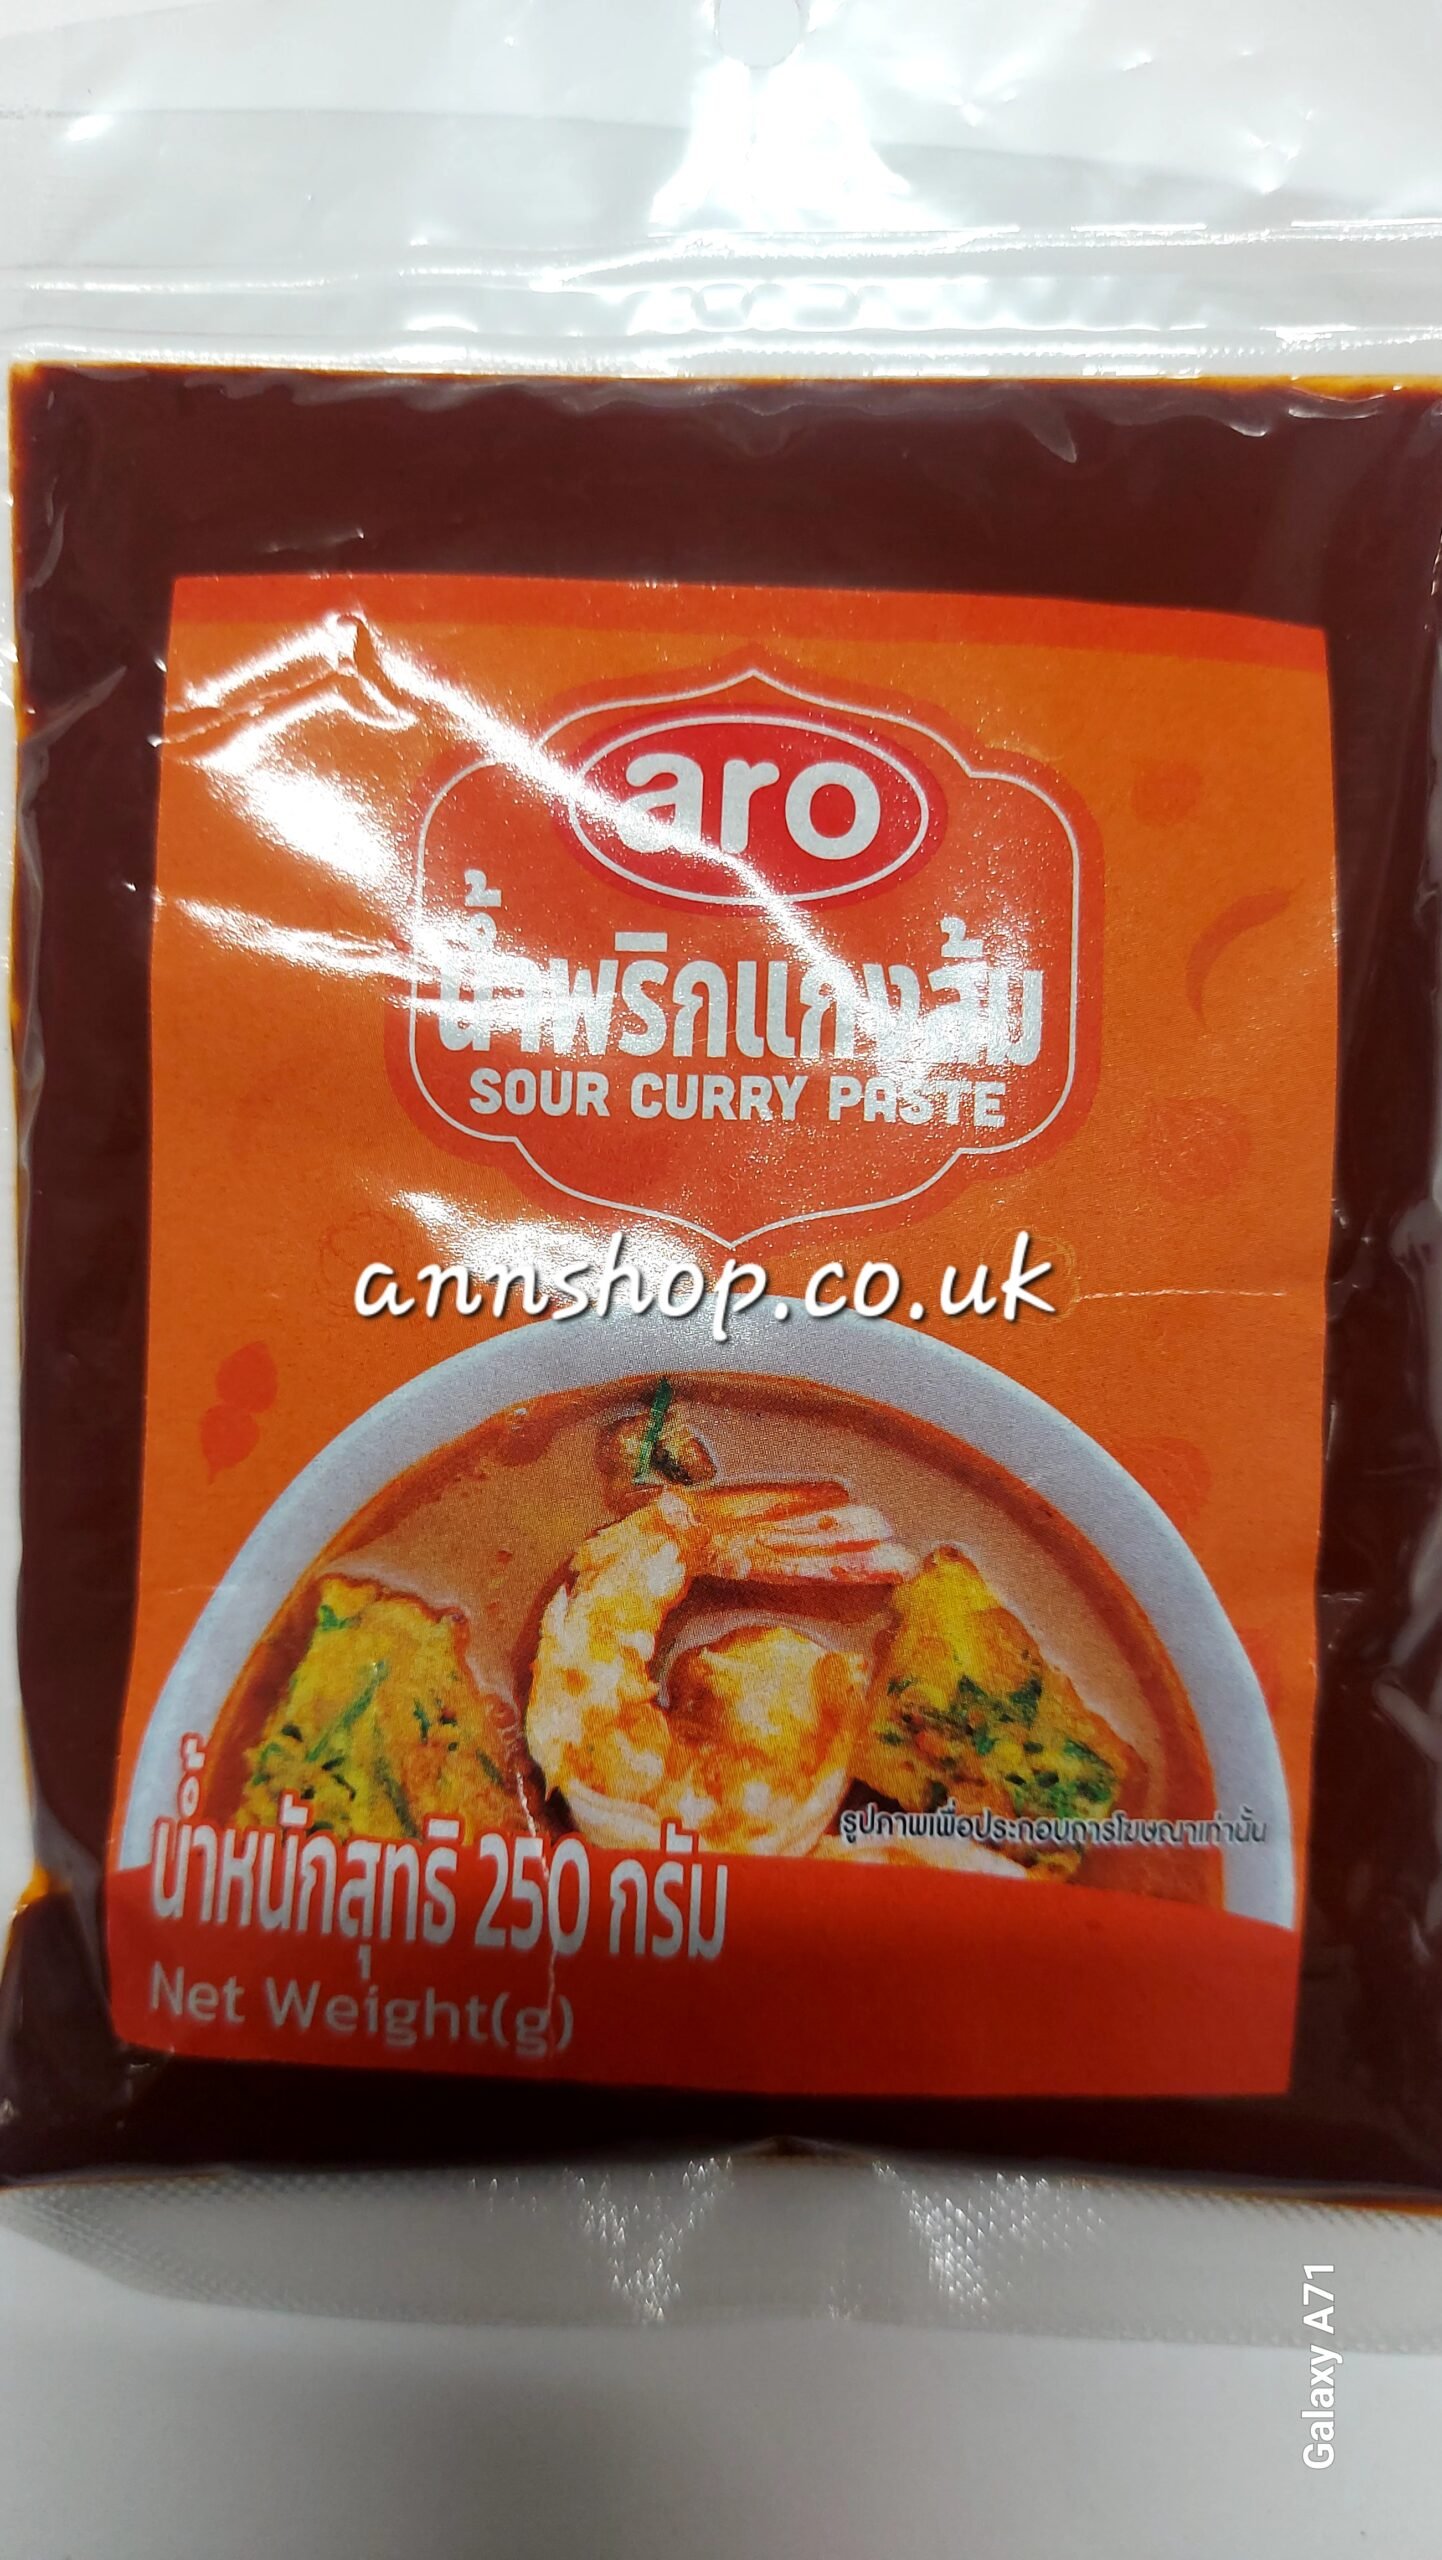 aro
น้ำพริกแกงส้ม
SOUR CURRY PASTE
annshop.co.uk
รูปภาพเพื่อประกอบการโฆษณาเท่านั้น
น้ำหนักสุทธิ 250 กรัม
Net Weight(g)
Galaxy A71